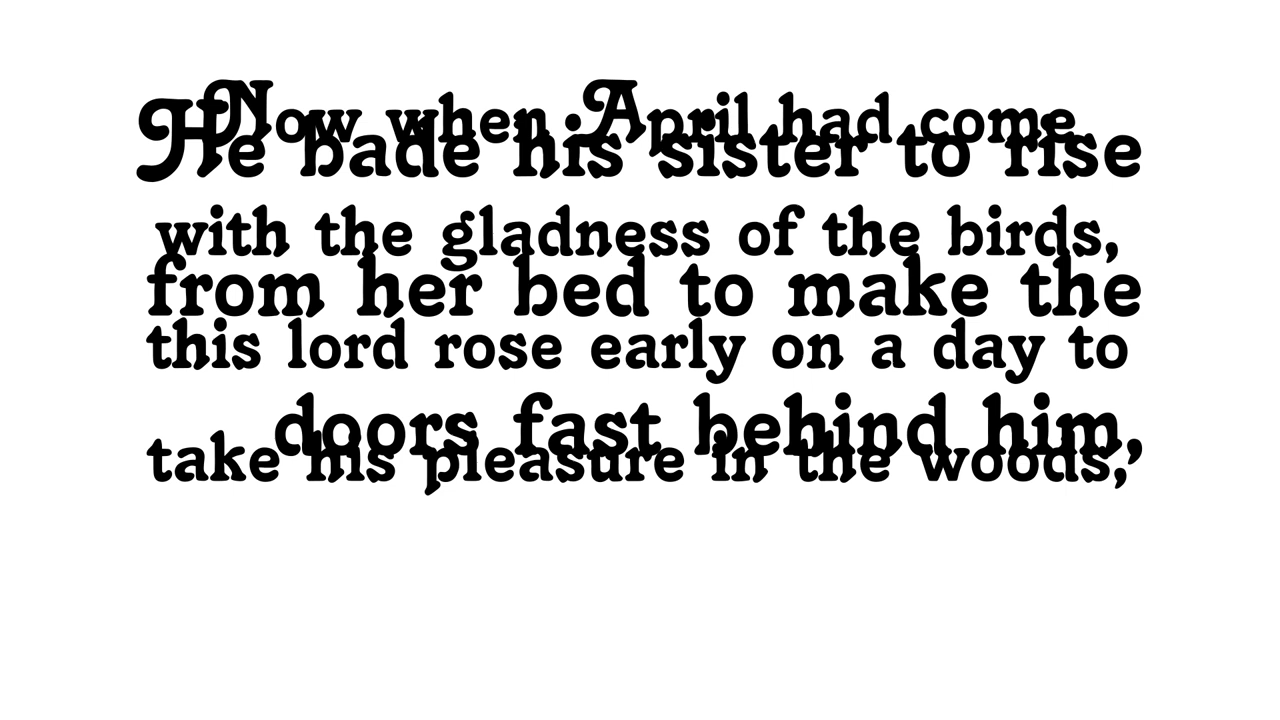 Now when April had come
with the gladness of the birds,
this lord rose early on a day to
take his pleasure in the woods,
He bade his sister to rise
from her bed to make the
doors fast behind him,